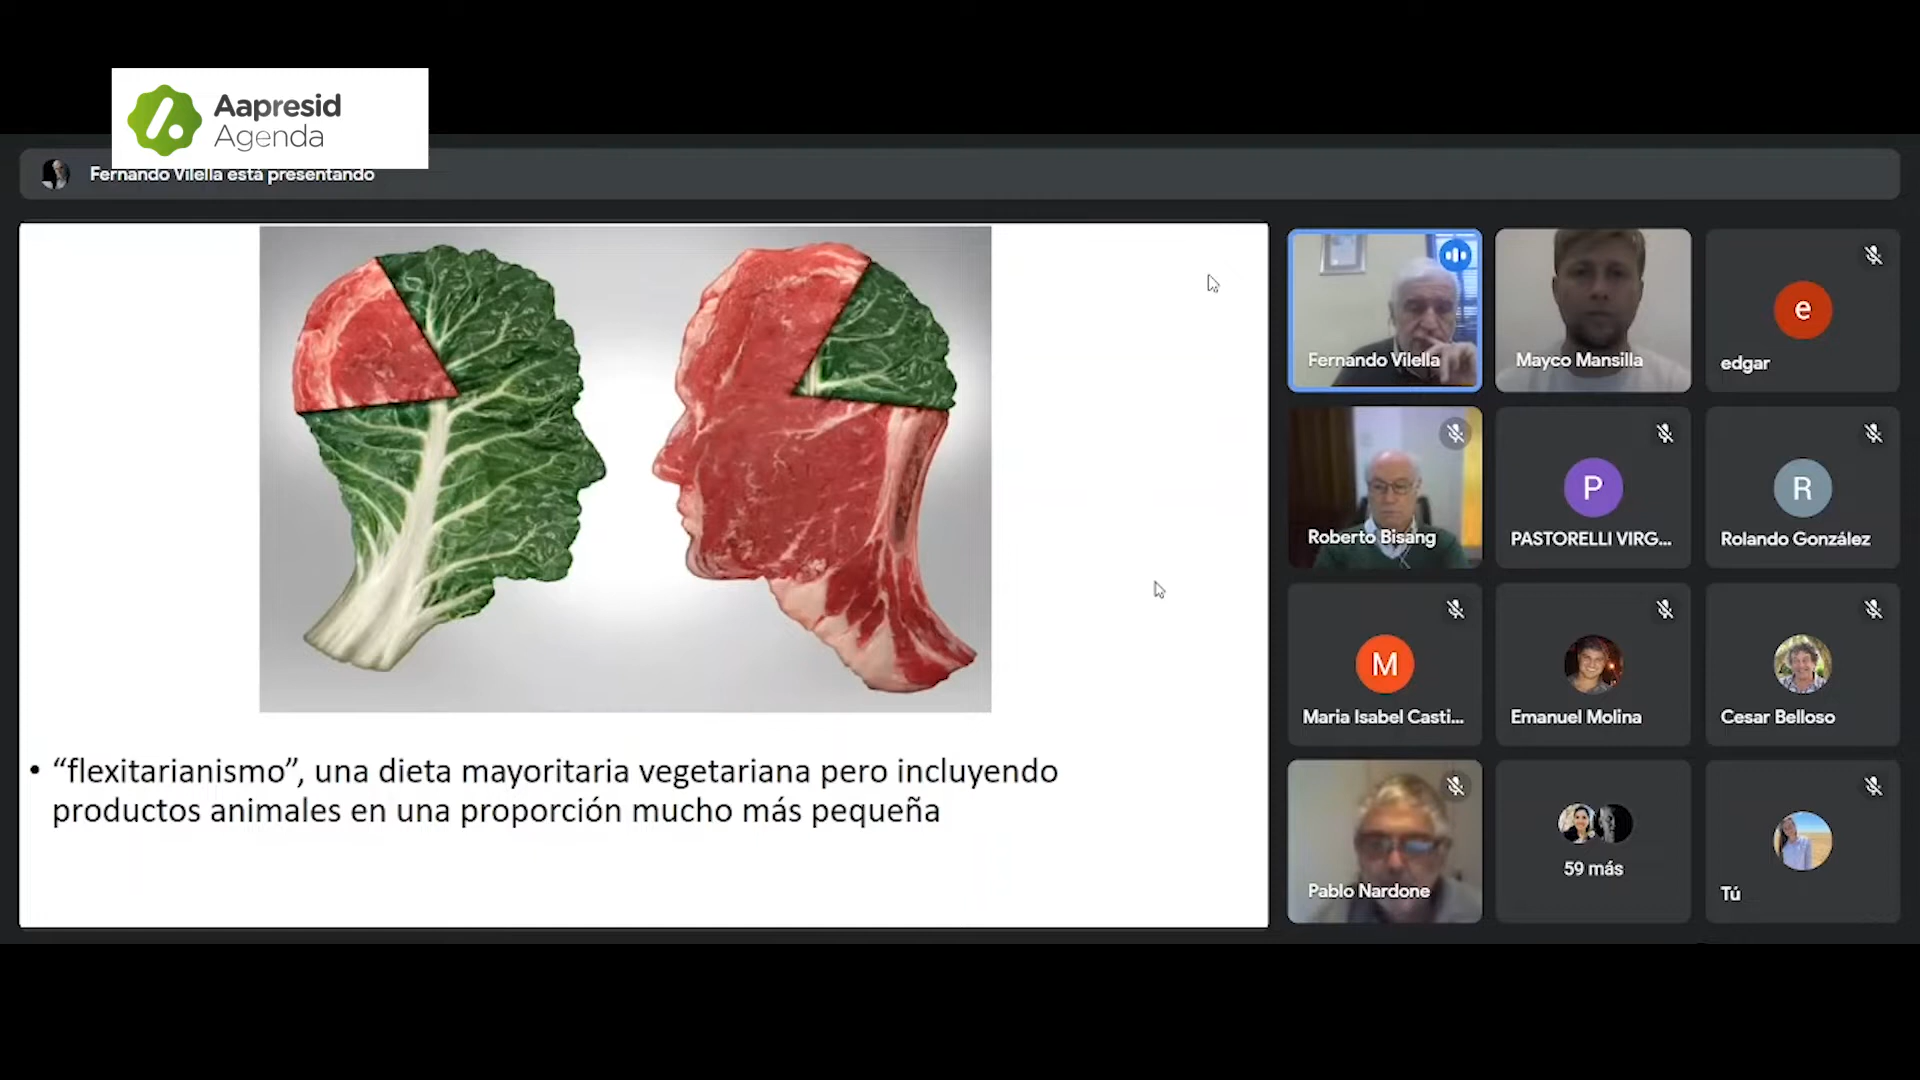 Aapresid
Agenda
Fernando Vilella está presentando
• “flexitarianismo”, una dieta mayoritaria vegetariana pero incluyendo
productos animales en una proporción mucho más pequeña
Fernando Vilella
Mayco Mansilla
e
edgar
Roberto Bisang
P
PASTORELLI VIRG...
R
Rolando González
M
Maria Isabel Casti...
Emanuel Molina
Cesar Belloso
Pablo Nardone
59 más
Tú